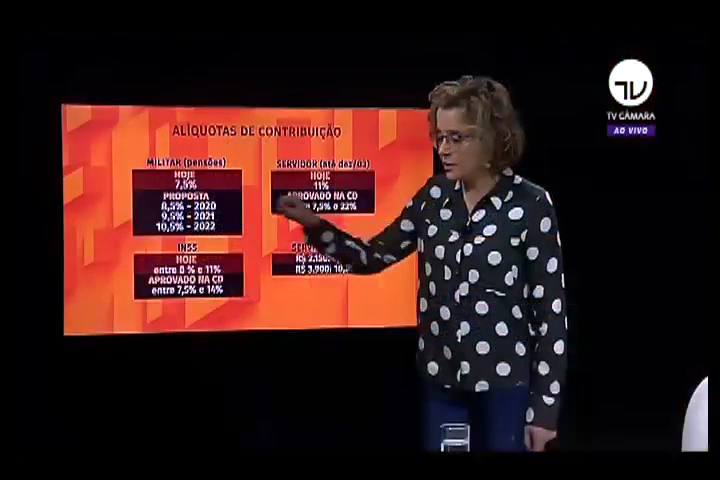 TV CÂMARA
AO VIVO
ALÍQUOTAS DE CONTRIBUIÇÃO
MILITAR (pensões)
HOJE
7,5%
PROPOSTA
8,5% - 2020
9,5% - 2021
10,5% - 2022
SERVIDOR (até dez/03)
HOJE
11%
APROVADO NA CD
7,5% e 22%
INSS
HOJE
entre 8 % e 11%
APROVADO NA CD
entre 7,5% e 14%
R$ 3.900: